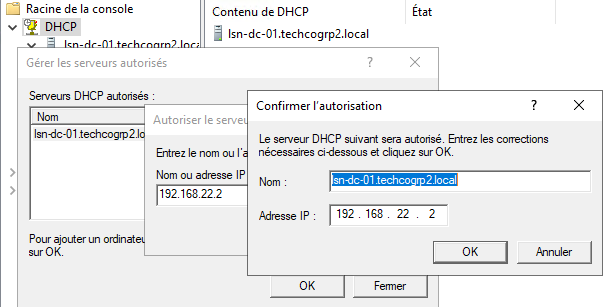 Racine de la console
DHCP
lsn-dc-01.techcogrp2.local
Contenu de DHCP
État
lsn-dc-01.techcogrp2.local
Gérer les serveurs autorisés
Serveurs DHCP autorisés :
Nom
lsn-dc-01.techcogrp2.lo
Pour ajouter un ordinateu
sur OK.
OK
Fermer
Autoriser le serveur
Entrez le nom ou l'a
Nom ou adresse IP
192.168.22.2
Confirmer l'autorisation
Le serveur DHCP suivant sera autorisé. Entrez les corrections
nécessaires ci-dessous et cliquez sur OK.
Nom :
lsn-dc-01.techcogrp2.local
Adresse IP :
192 . 168 . 22 . 2
OK
Annuler